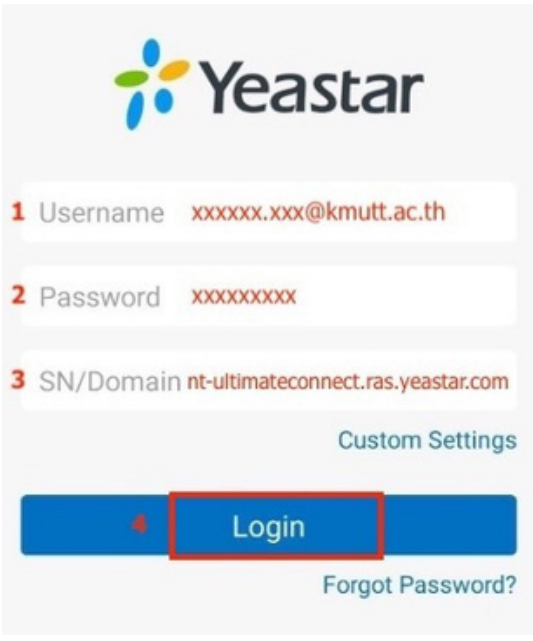 Yeastar
1 Username xxxxxx.xxx@kmutt.ac.th
2 Password xxxxxxxxx
3 SN/Domain nt-ultimateconnect.ras.yeastar.com
Custom Settings
4 Login
Forgot Password?